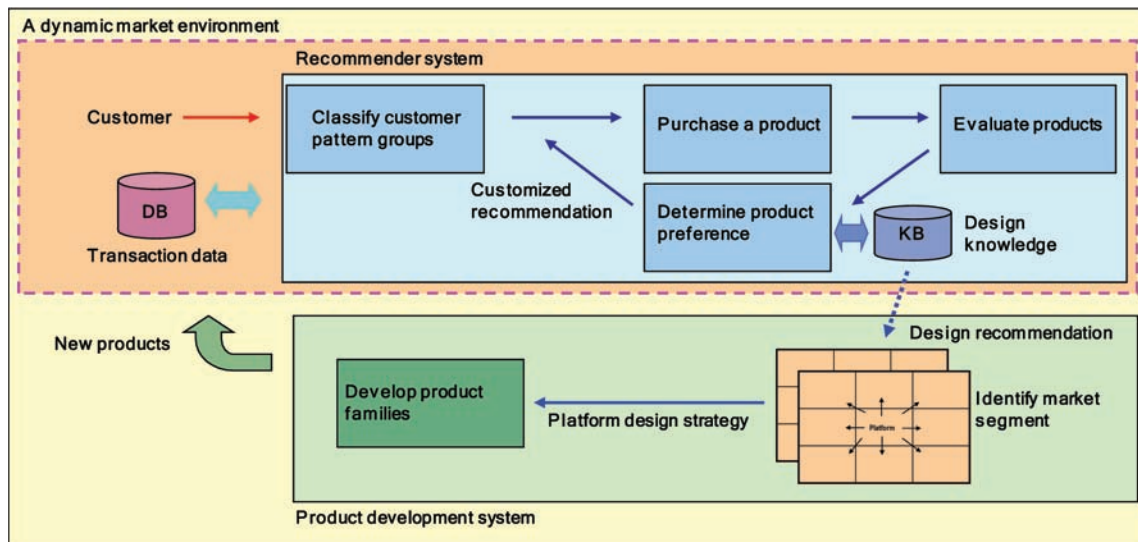 A dynamic market environment
Recommender system
Customer
Classify customer
pattern groups
Purchase a product
Evaluate products
Customized
recommendation
Determine product
preference
DB
Transaction data
KB
Design
knowledge
New products
Design recommendation
Develop product
families
Platform design strategy
Platform
Identify market
segment
Product development system